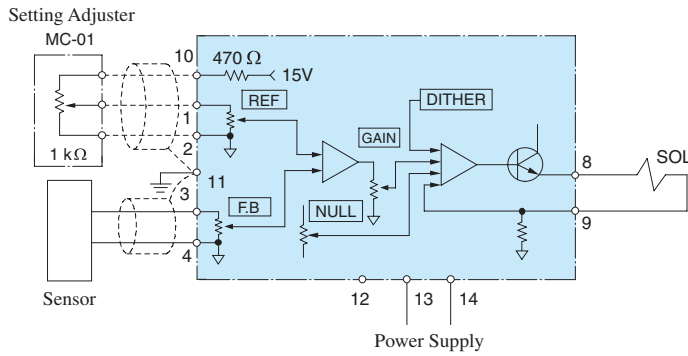 Setting Adjuster
MC-01
10
470 Ω
15V
REF
DITHER
1
GAIN
1 kΩ
2
SOL
8
11
3
F.B
NULL
9
4
Sensor
12
13
14
Power Supply